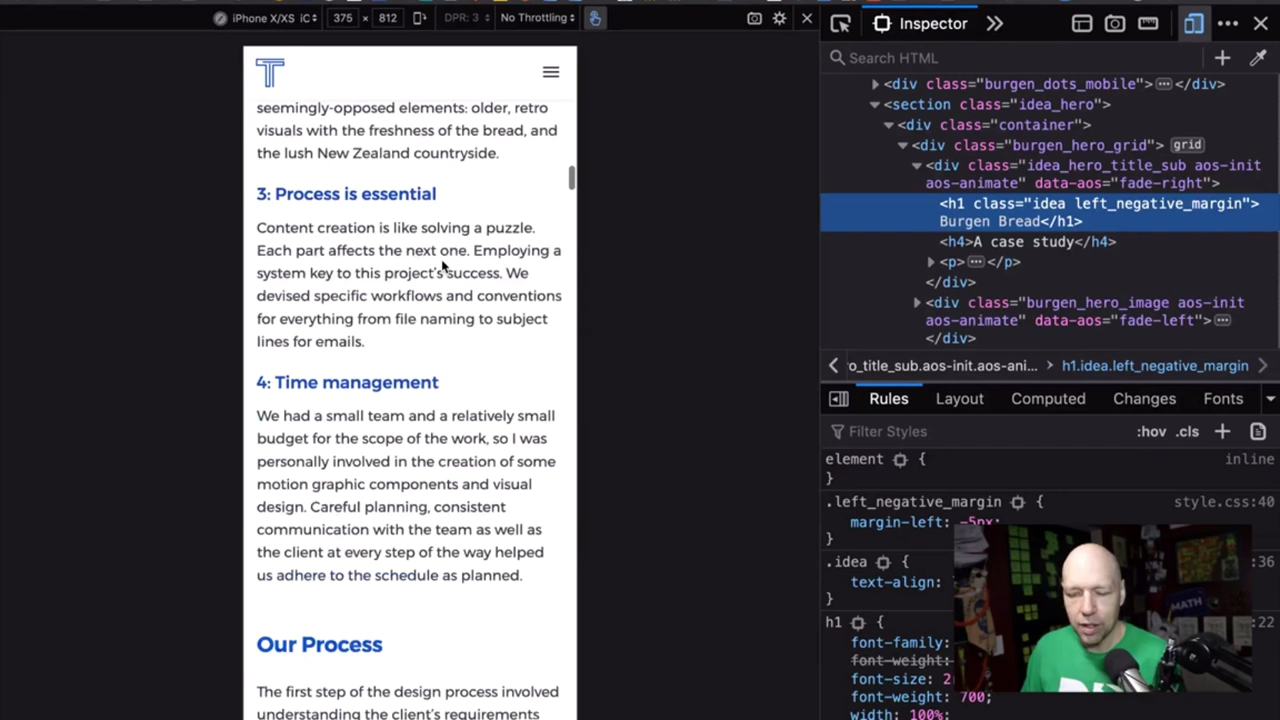 iPhone X/XS iC
375 × 812
DPR: 3
No Throttling
T
seemingly-opposed elements: older, retro
visuals with the freshness of the bread, and
the lush New Zealand countryside.
3: Process is essential
Content creation is like solving a puzzle.
Each part affects the next one. Employing a
system key to this project's success. We
devised specific workflows and conventions
for everything from file naming to subject
lines for emails.
4: Time management
We had a small team and a relatively small
budget for the scope of the work, so I was
personally involved in the creation of some
motion graphic components and visual
design. Careful planning, consistent
communication with the team as well as
the client at every step of the way helped
us adhere to the schedule as planned.
Our Process
The first step of the design process involved
understanding the client's requirements
Inspector
Search HTML
<div class="burgen_dots_mobile"> </div>
<section class="idea_hero">
<div class="container">
<div class="burgen_hero_grid"> grid
<div class="idea_hero_title_sub aos-init
aos-animate" data-aos="fade-right">
<h1 class="idea left_negative_margin">
Burgen Bread</h1>
<h4>A case study</h4>
<p> </p>
</div>
<div class="burgen_hero_image aos-init
aos-animate" data-aos="fade-left">
</div>
o_title_sub.aos-init.aos-ani... h1.idea.left_negative_margin
Rules Layout Computed Changes Fonts
Filter Styles :hov .cls +
element { inline
}
.left_negative_margin { style.css:40
margin-left: -5px;
}
.idea { :36
text-align:
}
h1 { :22
font-family:
font-weight:
font-size: 2
font-weight: 700;
width: 100%;
MATH